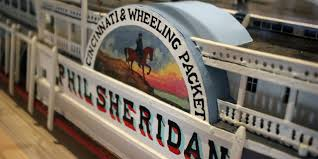 CINCINNATI & WHEELING PACKET
PHIL SHERIDAN